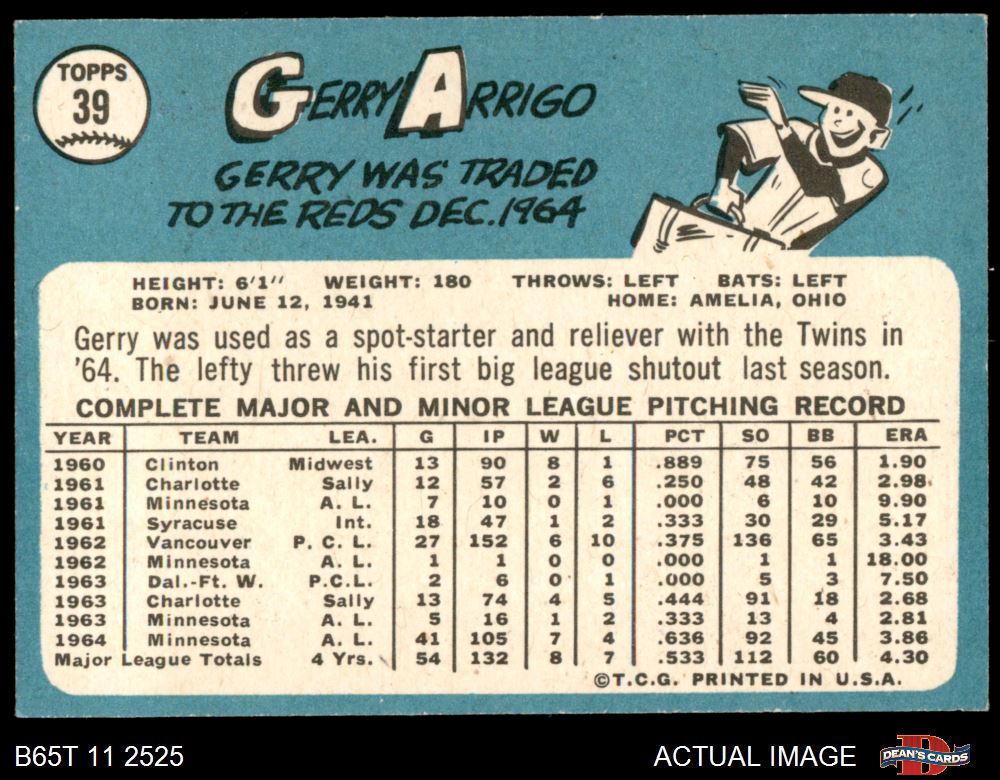 TOPPS
39
GERRY ARRIGO
GERRY WAS TRADED
TO THE REDS DEC. 1964
HEIGHT: 6'1" WEIGHT: 180 THROWS: LEFT BATS: LEFT
BORN: JUNE 12, 1941 HOME: AMELIA, OHIO
Gerry was used as a spot-starter and reliever with the Twins in
'64. The lefty threw his first big league shutout last season.
COMPLETE MAJOR AND MINOR LEAGUE PITCHING RECORD
YEAR TEAM LEA. G IP W L PCT SO BB ERA
1960 Clinton Midwest 13 90 8 1 .889 75 56 1.90
1961 Charlotte Sally 12 57 2 6 .250 48 42 2.98
1961 Minnesota A. L. 7 10 0 1 .000 6 10 9.90
1961 Syracuse Int. 18 47 1 2 .333 30 29 5.17
1962 Vancouver P. C. L. 27 152 6 10 .375 136 65 3.43
1962 Minnesota A. L. 1 1 0 0 .000 1 1 18.00
1963 Dal.-Ft. W. P.C.L. 2 6 0 1 .000 5 3 7.50
1963 Charlotte Sally 13 74 4 5 .444 91 18 2.68
1963 Minnesota A. L. 5 16 1 2 .333 13 4 2.81
1964 Minnesota A. L. 41 105 7 4 .636 92 45 3.86
Major League Totals 4 Yrs. 54 132 8 7 .533 112 60 4.30
©T.C.G. PRINTED IN U.S.A.
B65T 11 2525 ACTUAL IMAGE DEAN'S CARDS